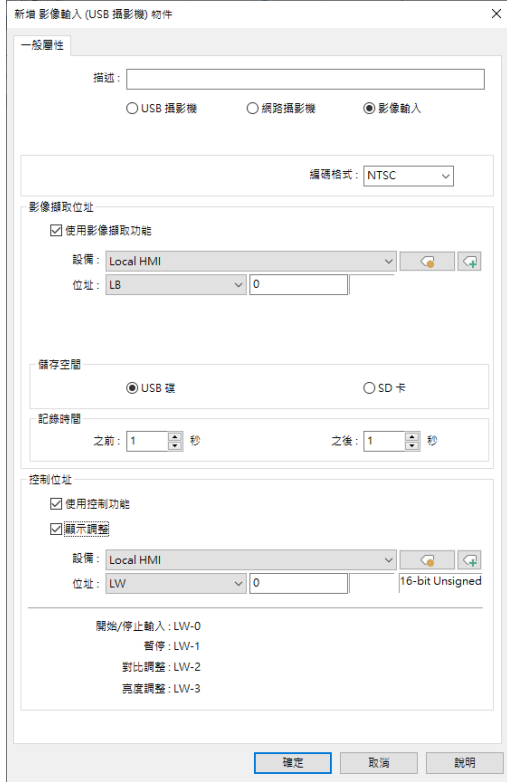 新增 影像輸入 (USB 攝影機) 物件
一般屬性
描述 :
USB 攝影機 網路攝影機 影像輸入
編碼格式 : NTSC
影像擷取位址
使用影像擷取功能
設備 : Local HMI
位址 : LB 0
儲存空間
USB 碟 SD 卡
記錄時間
之前 : 1 秒 之後 : 1 秒
控制位址
使用控制功能
顯示調整
設備 : Local HMI
位址 : LW 0 16-bit Unsigned
開始/停止輸入 : LW-0
暫停 : LW-1
對比調整 : LW-2
亮度調整 : LW-3
確定 取消 說明